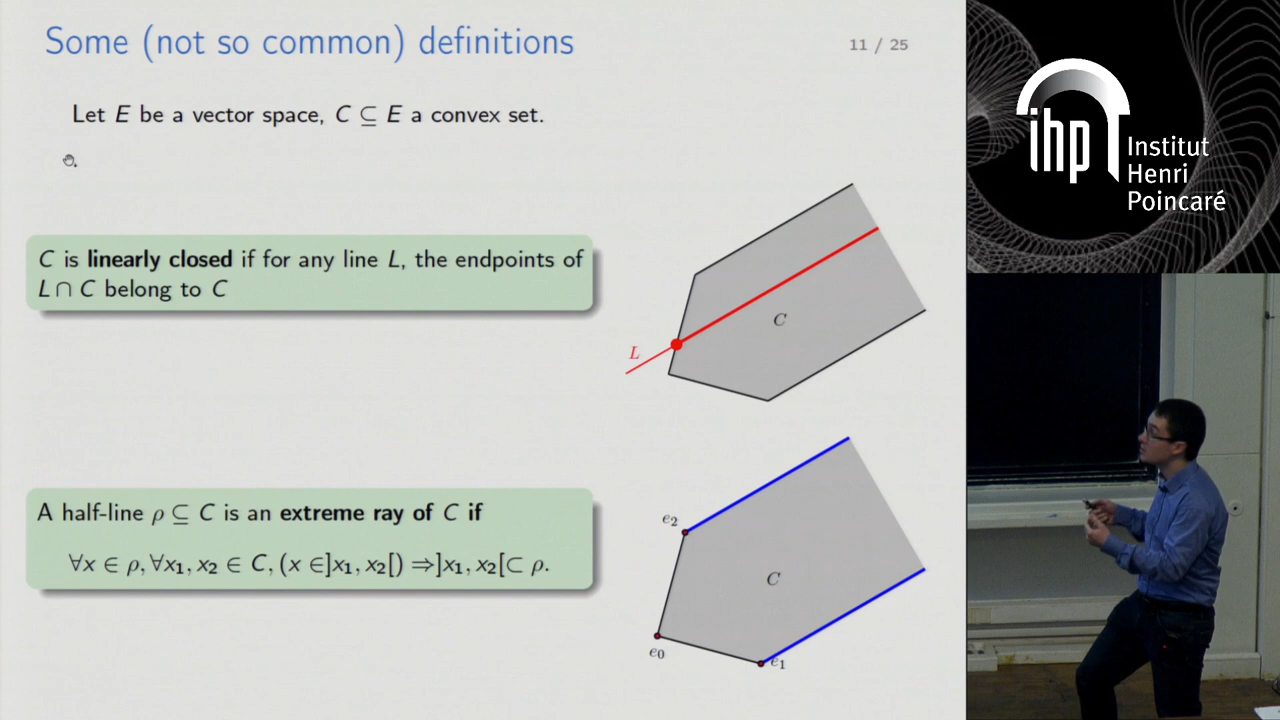 Some (not so common) definitions
11 / 25
Let E be a vector space, C ⊆ E a convex set.
C is linearly closed if for any line L, the endpoints of
L ∩ C belong to C
L
C
A half-line ρ ⊆ C is an extreme ray of C if
∀x ∈ ρ, ∀x₁, x₂ ∈ C, (x ∈]x₁, x₂[) ⇒]x₁, x₂[⊂ ρ.
e₂
C
e₀
e₁
ihp
Institut
Henri
Poincaré